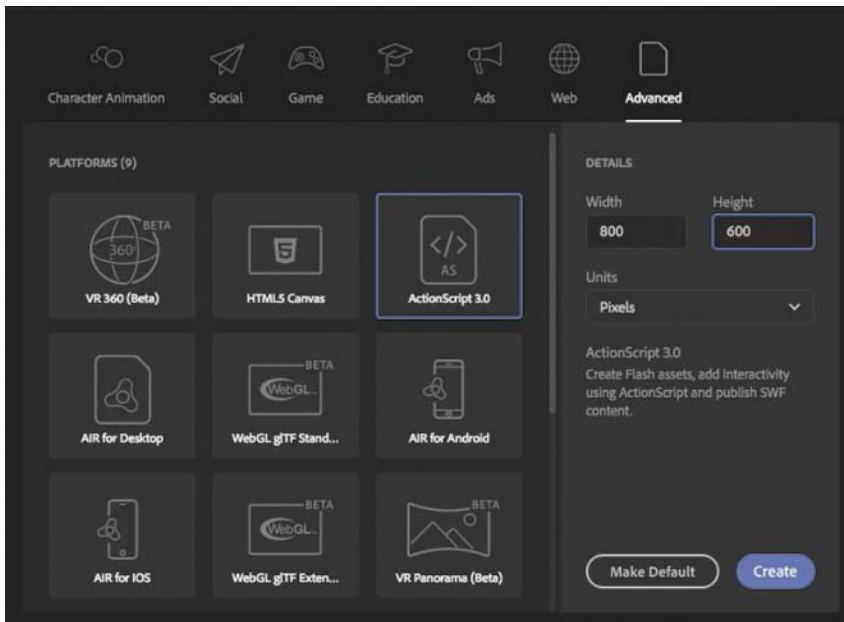 Character Animation
Social
Game
Education
Ads
Web
Advanced
PLATFORMS (9)
BETA
360°
VR 360 (Beta)
5
HTML5 Canvas
</>
AS
ActionScript 3.0
AIR for Desktop
BETA
WebGL
WebGL glTF Stand...
AIR for Android
AIR for IOS
BETA
WebGL
WebGL glTF Exten...
BETA
VR Panorama (Beta)
DETAILS
Width
Height
800
600
Units
Pixels
ActionScript 3.0
Create Flash assets, add interactivity
using ActionScript and publish SWF
content.
Make Default
Create